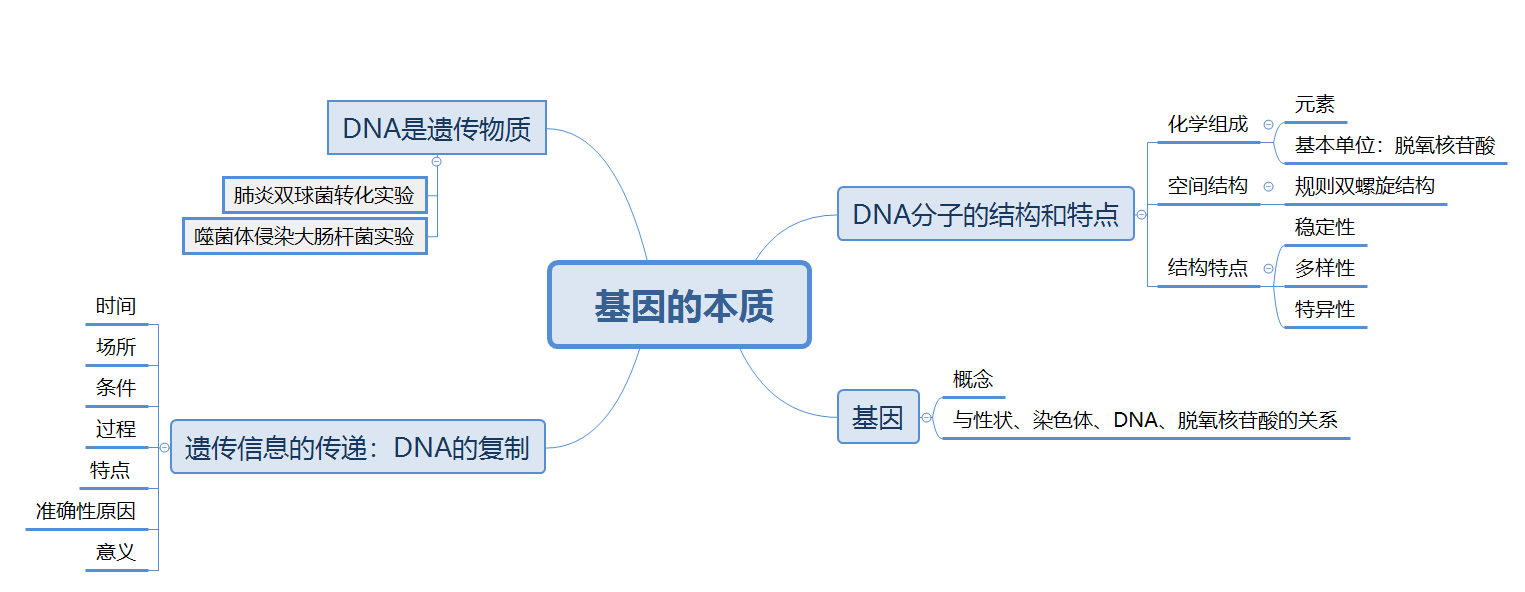 基因的本质
DNA是遗传物质
肺炎双球菌转化实验
噬菌体侵染大肠杆菌实验
DNA分子的结构和特点
化学组成
元素
基本单位：脱氧核苷酸
空间结构
规则双螺旋结构
结构特点
稳定性
多样性
特异性
基因
概念
与性状、染色体、DNA、脱氧核苷酸的关系
遗传信息的传递：DNA的复制
时间
场所
条件
过程
特点
准确性原因
意义